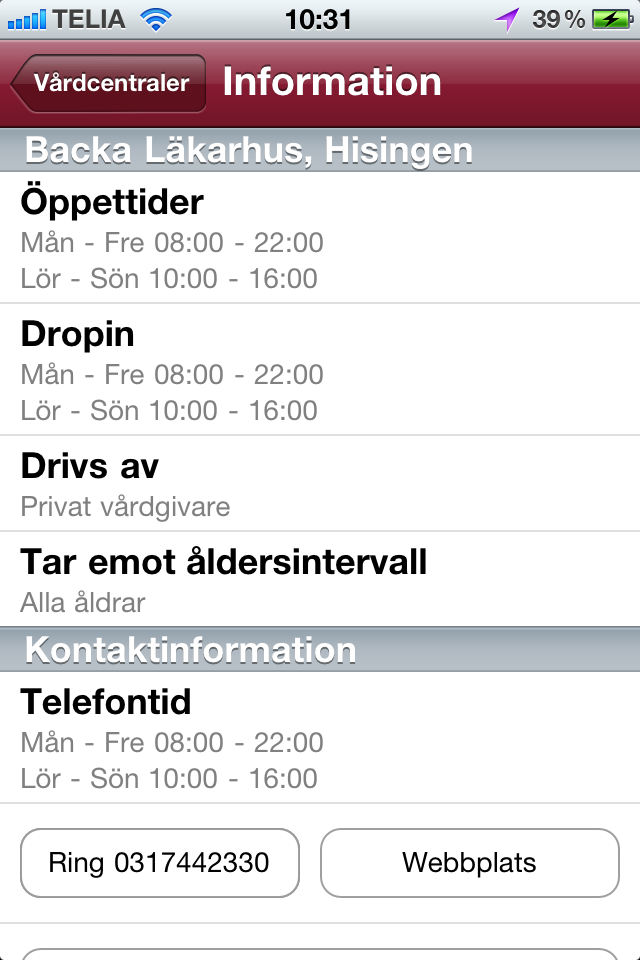 TELIA 10:31 39 %
Vårdcentraler Information
Backa Läkarhus, Hisingen
Öppettider
Mån - Fre 08:00 - 22:00
Lör - Sön 10:00 - 16:00
Dropin
Mån - Fre 08:00 - 22:00
Lör - Sön 10:00 - 16:00
Drivs av
Privat vårdgivare
Tar emot åldersintervall
Alla åldrar
Kontaktinformation
Telefontid
Mån - Fre 08:00 - 22:00
Lör - Sön 10:00 - 16:00
Ring 0317442330 Webbplats